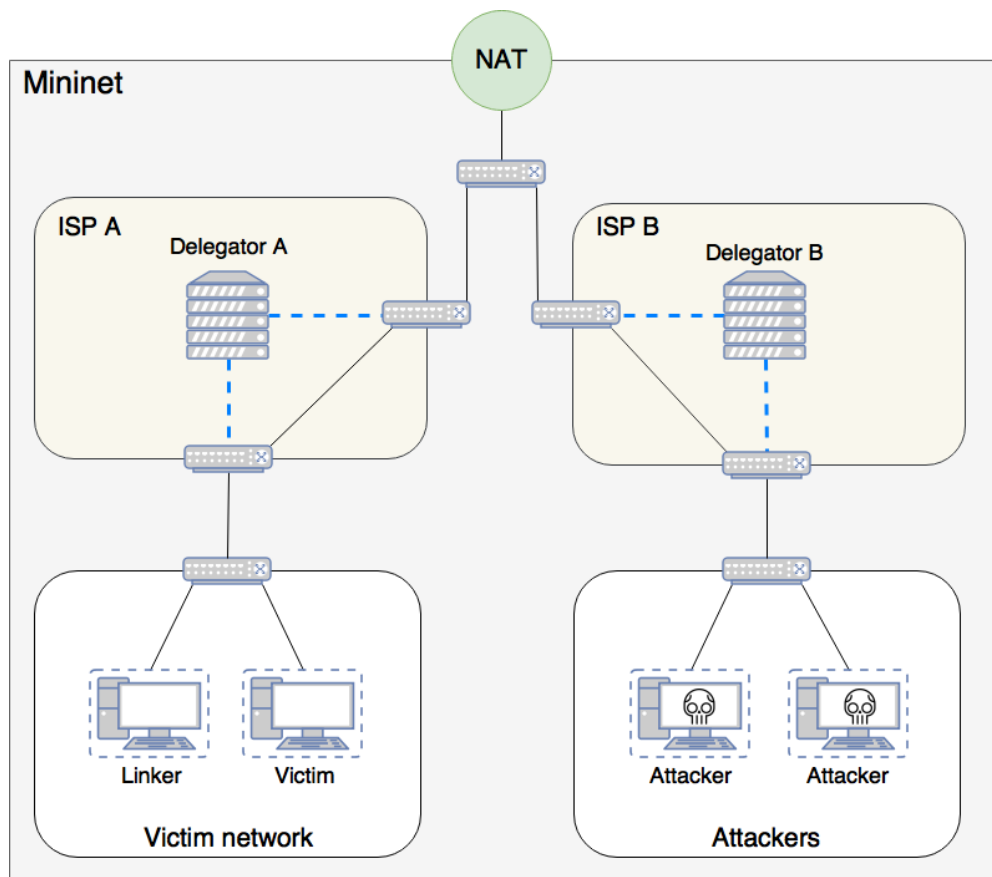 NAT
Mininet
ISP A
Delegator A
ISP B
Delegator B
Linker
Victim
Victim network
Attacker
Attacker
Attackers